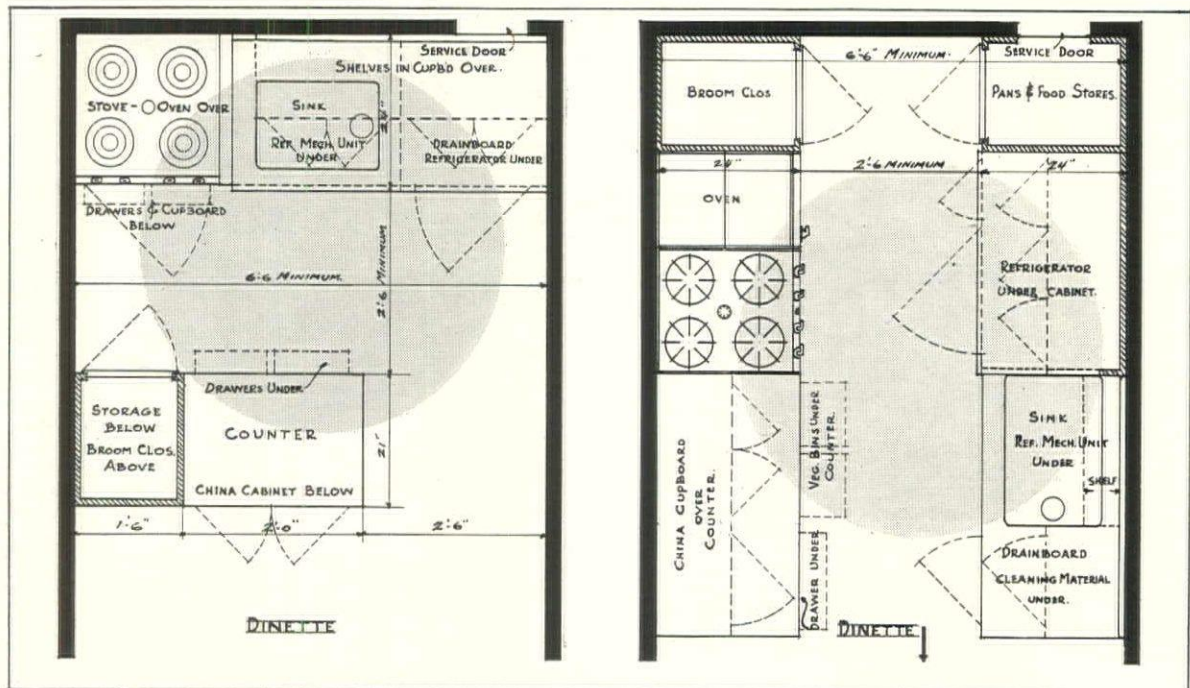 SERVICE DOOR
SHELVES IN CUPB'D OVER.
STOVE - OVEN OVER
SINK
REF. MECH. UNIT
UNDER
DRAINBOARD
REFRIGERATOR UNDER
DRAWERS & CUPBOARD
BELOW
6'-6 MINIMUM.
2'-6 MINIMUM
DRAWERS UNDER
STORAGE
BELOW
BROOM CLOS.
ABOVE
COUNTER
21"
CHINA CABINET BELOW
1'-6"
2'-0"
2'-6"
DINETTE
6'-6" MINIMUM.
SERVICE DOOR
BROOM CLOS
PANS & FOOD STORES.
24"
2'-6 MINIMUM
24"
OVEN
REFRIGERATOR
UNDER CABINET.
CHINA CUPBOARD
OVER
COUNTER.
VEG. BINS UNDER
COUNTER.
DRAWER UNDER
SINK
REF. MECH. UNIT
UNDER
SHELF
DRAINBOARD
CLEANING MATERIAL
UNDER.
DINETTE